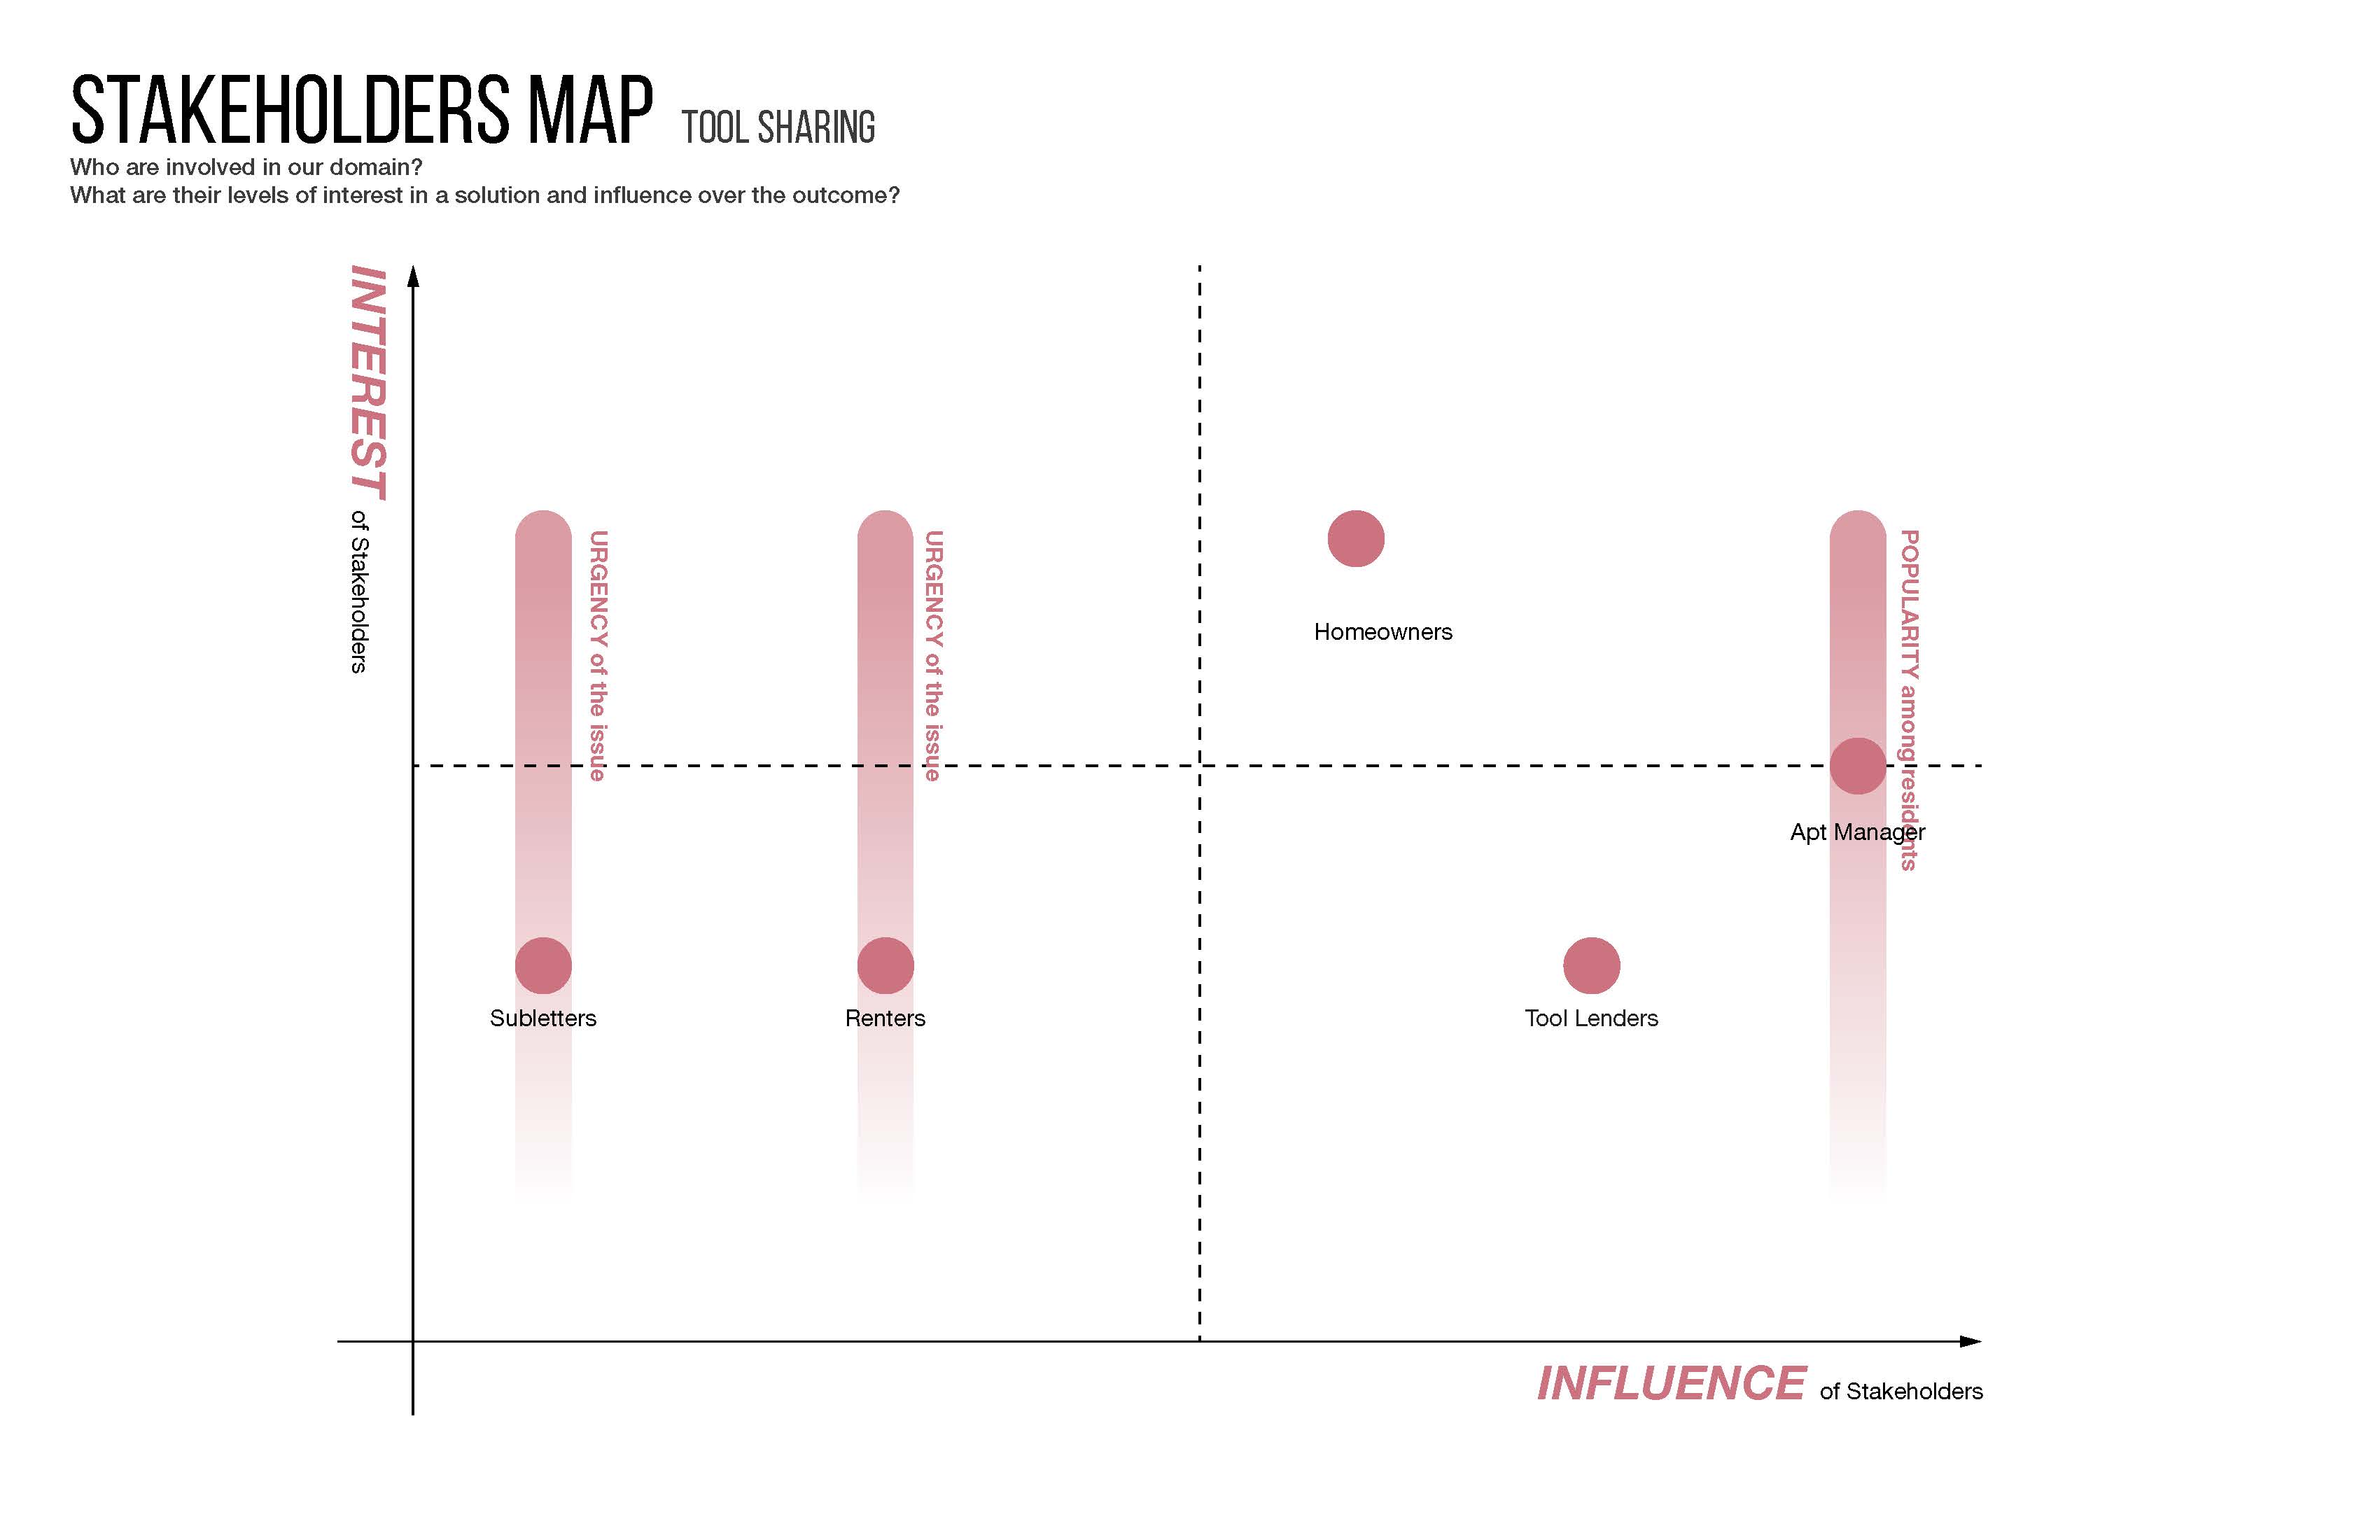 STAKEHOLDERS MAP TOOL SHARING
Who are involved in our domain?
What are their levels of interest in a solution and influence over the outcome?
INTEREST of Stakeholders
URGENCY of the issue
URGENCY of the issue
Homeowners
POPULARITY among residents
Apt Manager
Subletters
Renters
Tool Lenders
INFLUENCE of Stakeholders